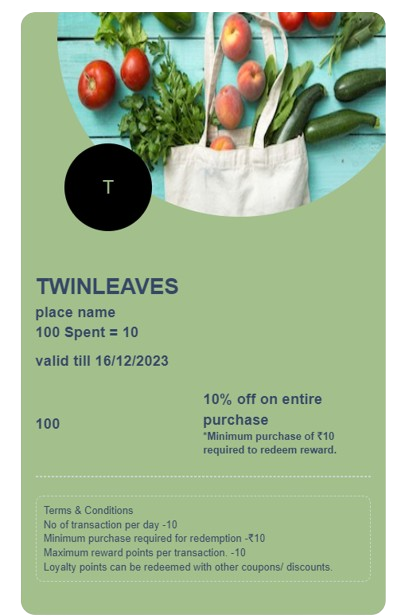 T
TWINLEAVES
place name
100 Spent = 10
valid till 16/12/2023
100
10% off on entire
purchase
*Minimum purchase of ₹10
required to redeem reward.
Terms & Conditions
No of transaction per day -10
Minimum purchase required for redemption -₹10
Maximum reward points per transaction. -10
Loyalty points can be redeemed with other coupons/ discounts.